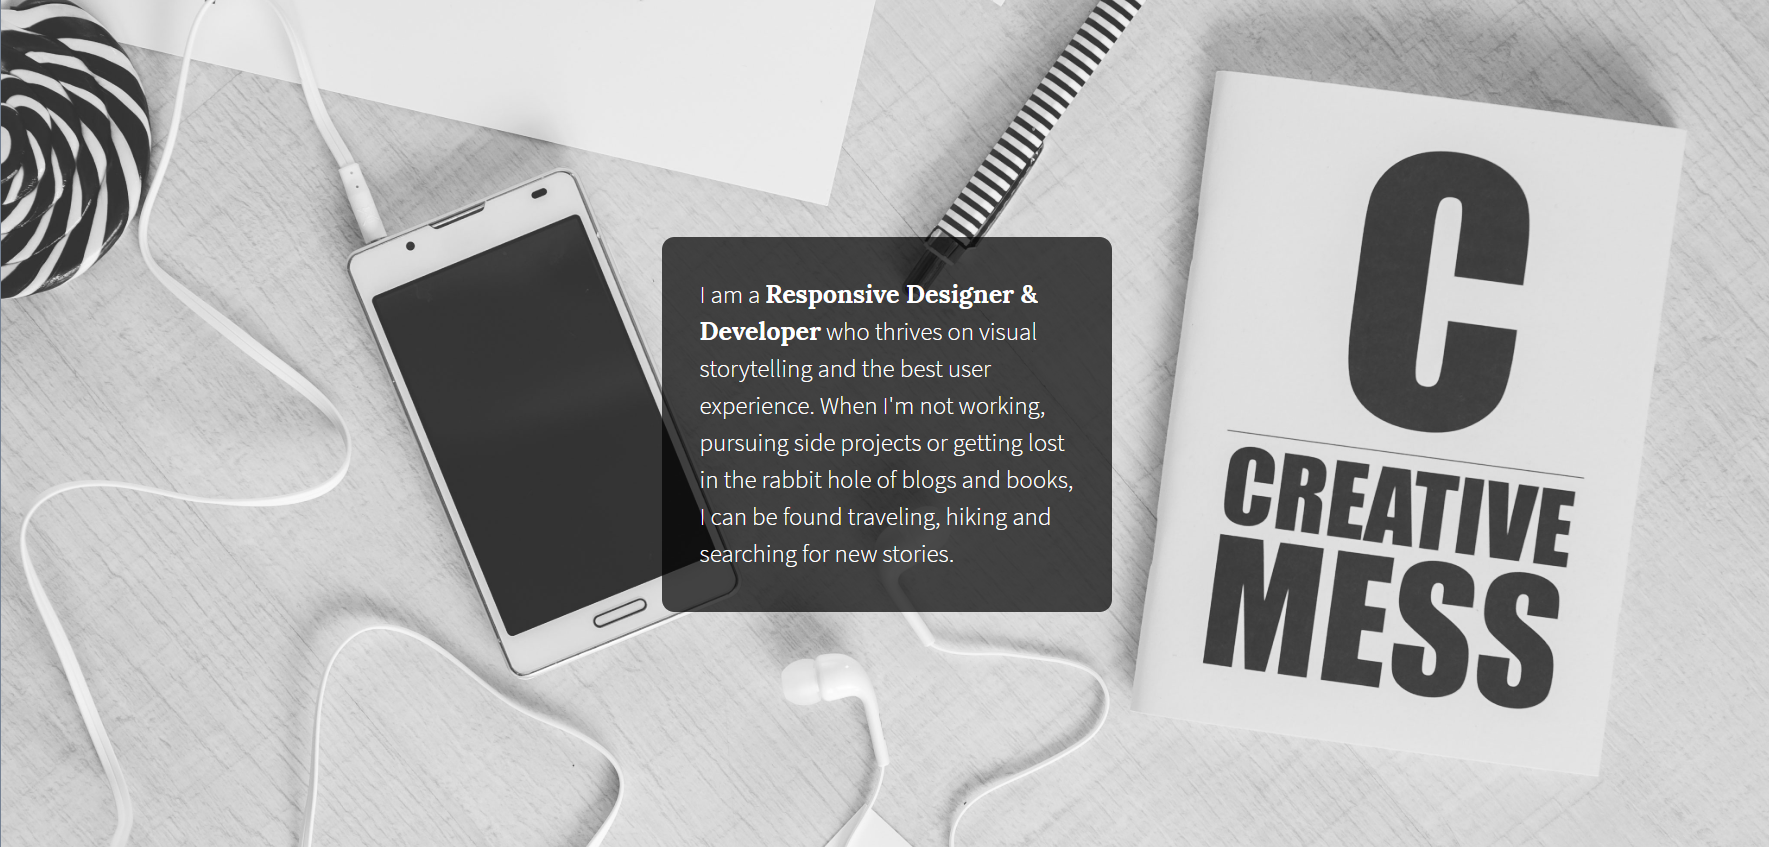 I am a Responsive Designer &
Developer who thrives on visual
storytelling and the best user
experience. When I'm not working,
pursuing side projects or getting lost
in the rabbit hole of blogs and books,
I can be found traveling, hiking and
searching for new stories.
C
CREATIVE
MESS